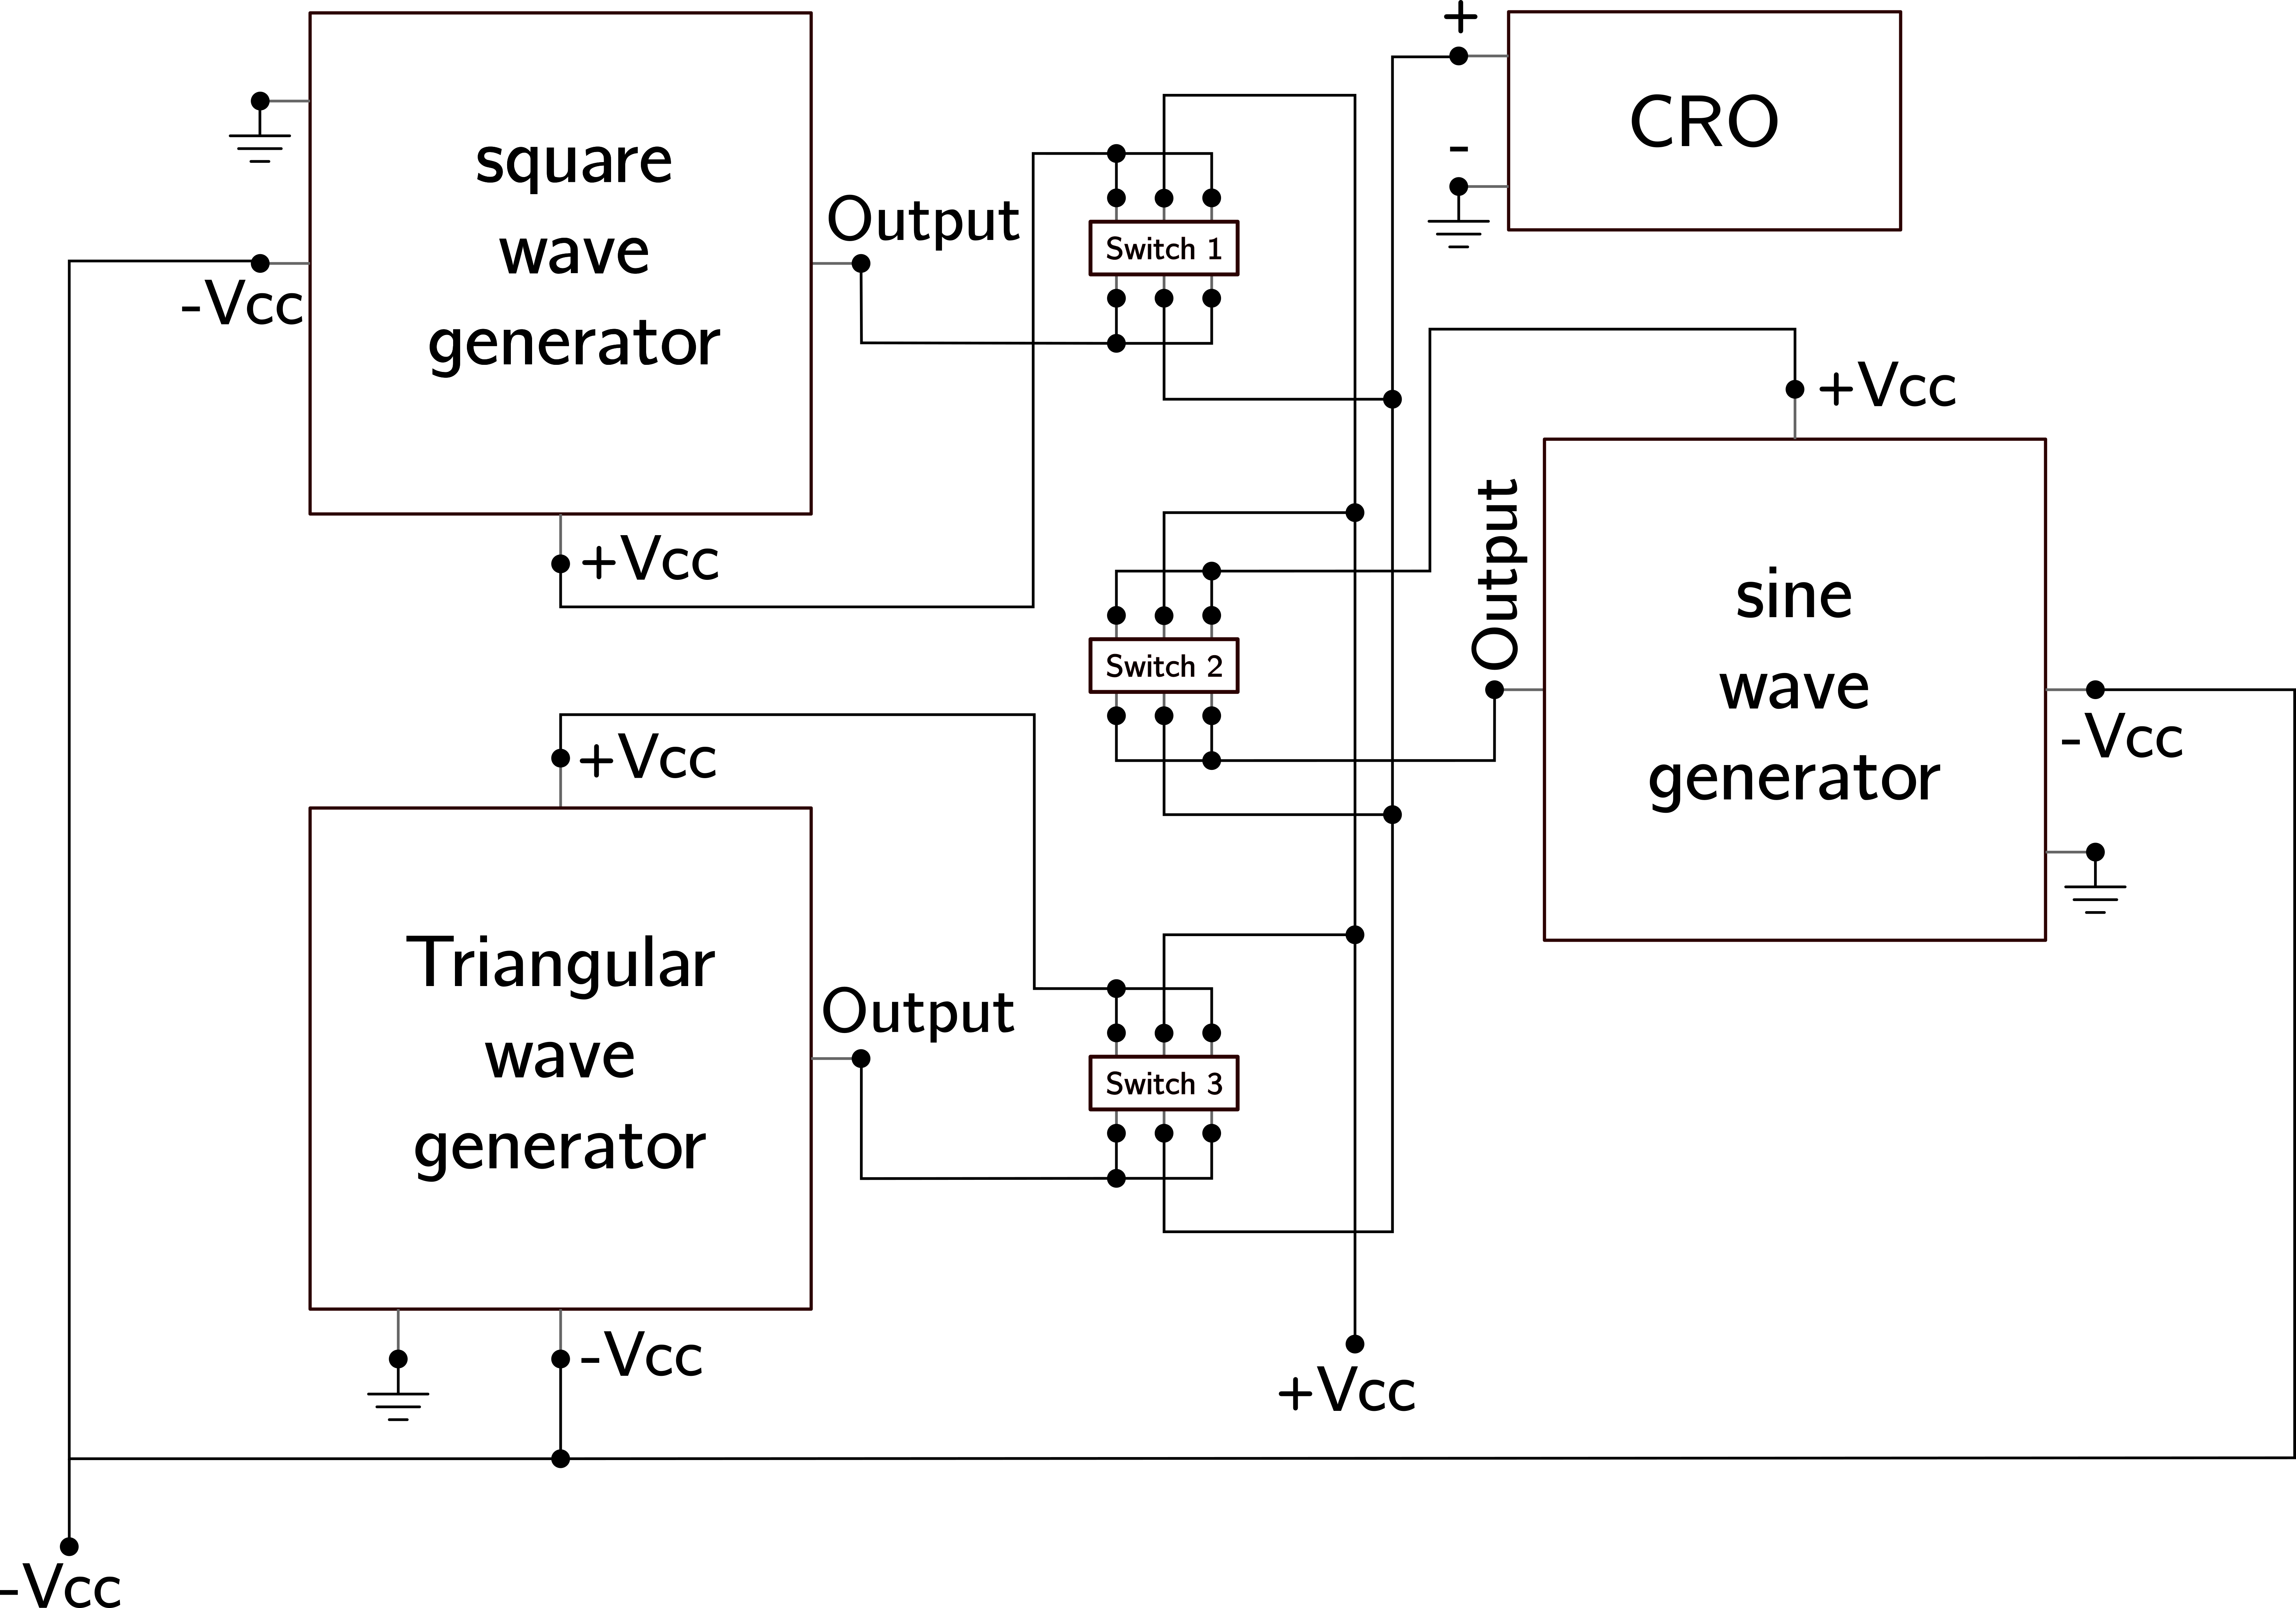 +
CRO
-
square
wave
generator
Output
Switch 1
-Vcc
+Vcc
+Vcc
Output
sine
wave
generator
Switch 2
-Vcc
+Vcc
Triangular
wave
generator
Output
Switch 3
-Vcc
+Vcc
-Vcc